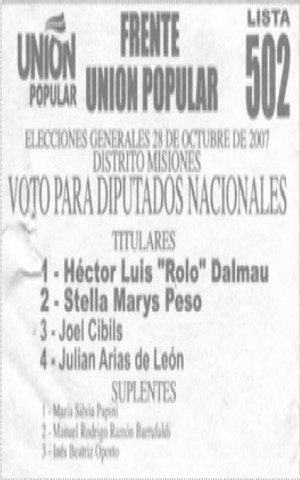 UNION
POPULAR
FRENTE
UNION POPULAR
LISTA
502
ELECCIONES GENERALES 28 DE OCTUBRE DE 2007
DISTRITO MISIONES
VOTO PARA DIPUTADOS NACIONALES
TITULARES
1 - Héctor Luis "Rolo" Dalmau
2 - Stella Marys Peso
3 - Joel Cibils
4 - Julian Arias de León
SUPLENTES
1 - María Silvia Papini
2 - Manuel Rodrigo Ramón Barrufaldi
3 - Inés Beatriz Oporto